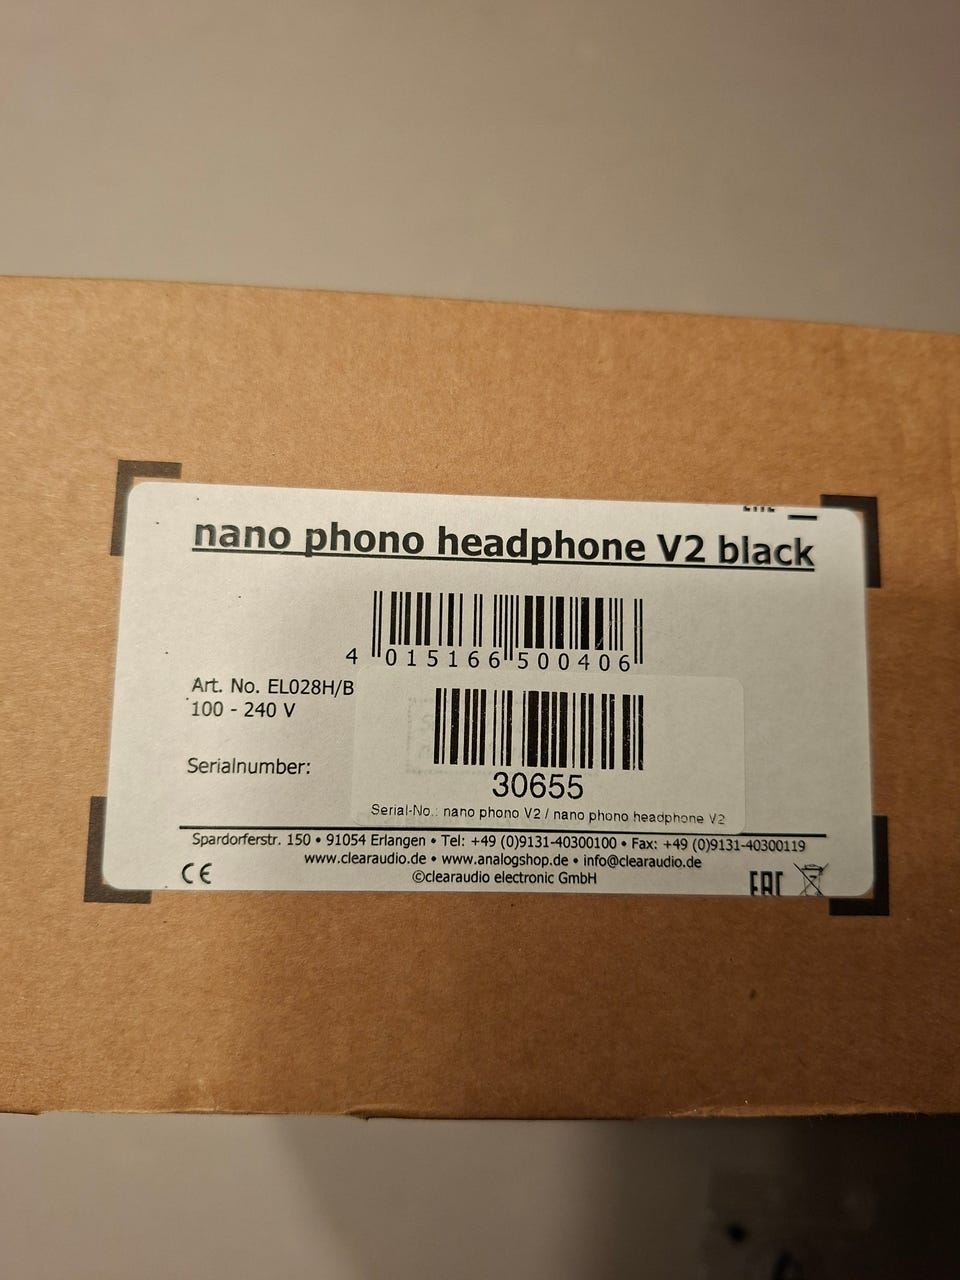 nano phono headphone V2 black
4 015166 500406
Art. No. EL028H/B
100 - 240 V
Serialnumber:
30655
Serial-No.: nano phono V2 / nano phono headphone V2
Spardorferstr. 150 • 91054 Erlangen • Tel: +49 (0)9131-40300100 • Fax: +49 (0)9131-40300119
www.clearaudio.de • www.analogshop.de • info@clearaudio.de
©clearaudio electronic GmbH
CE
EAC